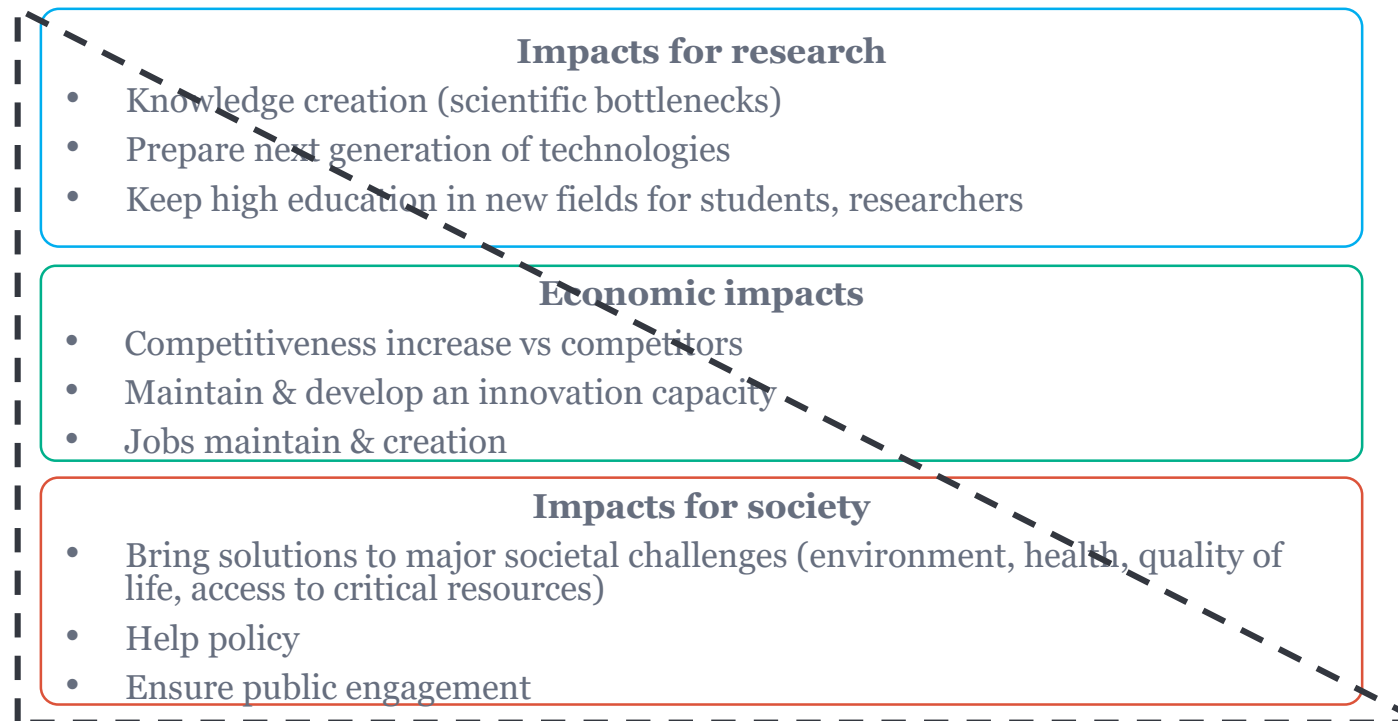 Impacts for research
• Knowledge creation (scientific bottlenecks)
• Prepare next generation of technologies
• Keep high education in new fields for students, researchers
Economic impacts
• Competitiveness increase vs competitors
• Maintain & develop an innovation capacity
• Jobs maintain & creation
Impacts for society
• Bring solutions to major societal challenges (environment, health, quality of
life, access to critical resources)
• Help policy
• Ensure public engagement